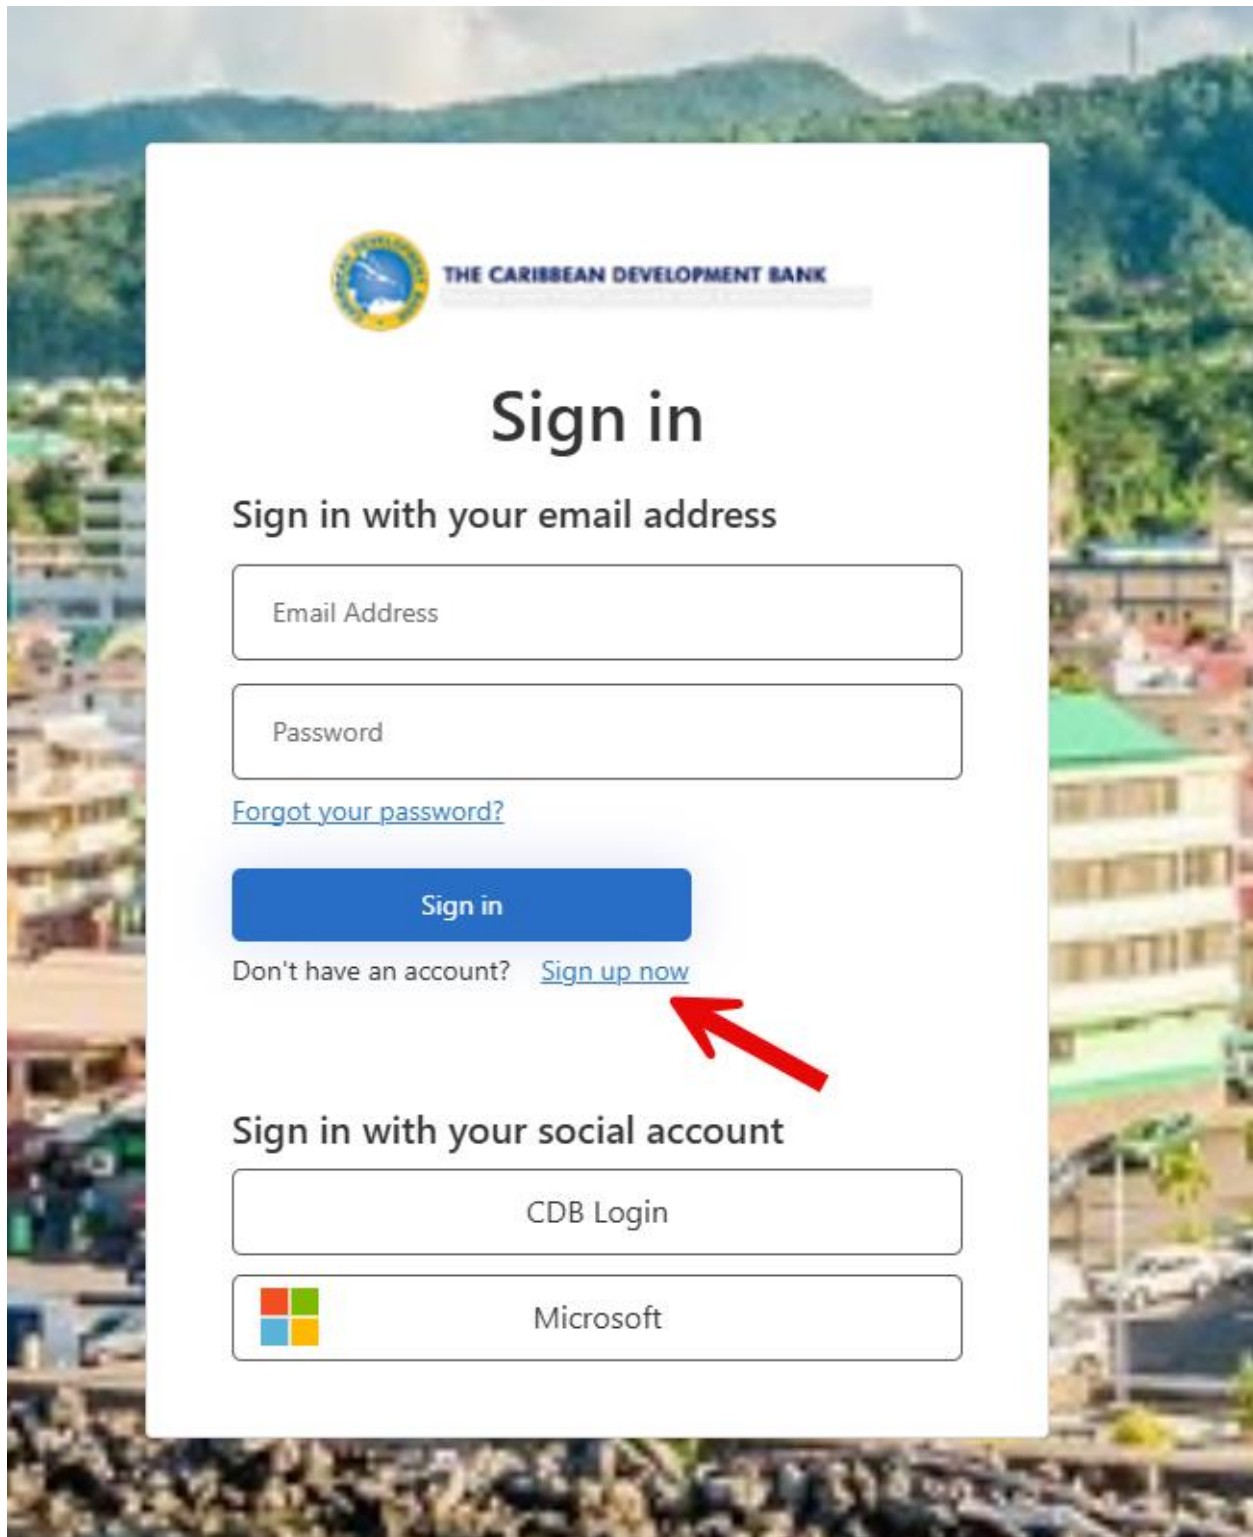 THE CARIBBEAN DEVELOPMENT BANK
Sign in
Sign in with your email address
Email Address
Password
Forgot your password?
Sign in
Don't have an account? Sign up now
Sign in with your social account
CDB Login
Microsoft